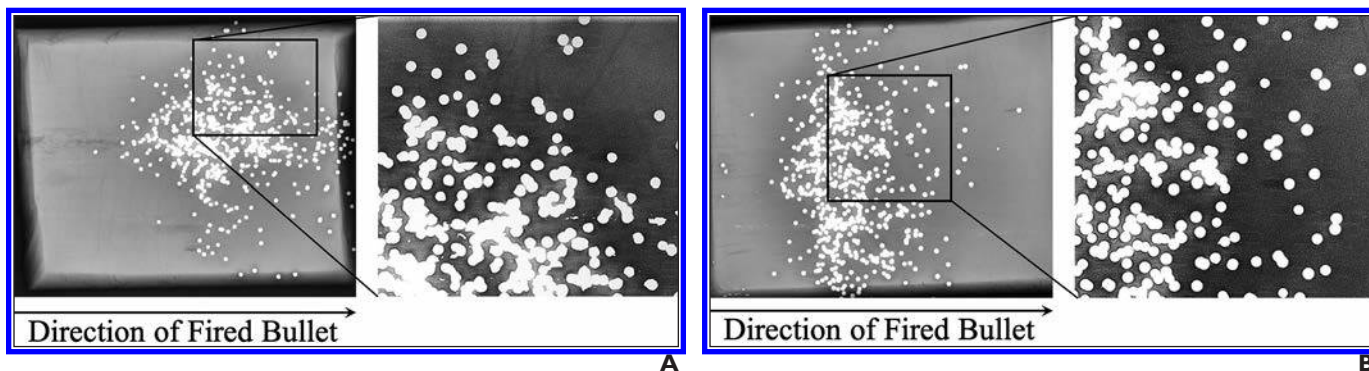 Direction of Fired Bullet
A
Direction of Fired Bullet
B